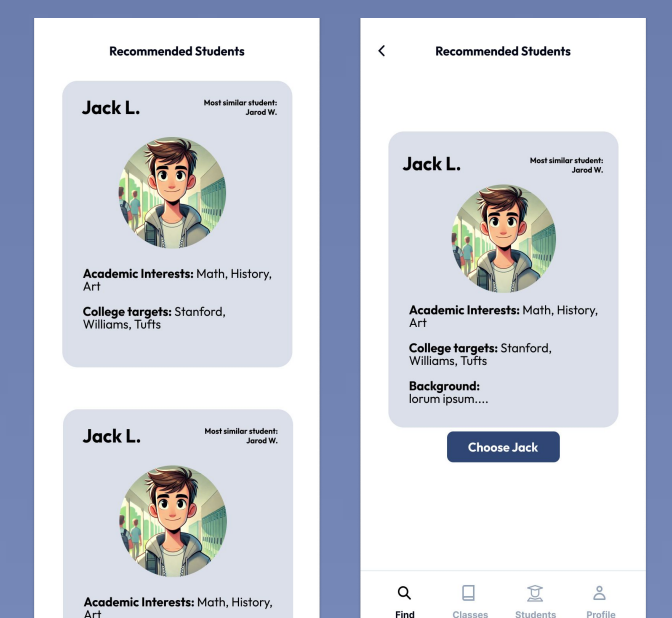 Recommended Students
Jack L.
Most similar student:
Jarod W.
Academic Interests: Math, History,
Art
College targets: Stanford,
Williams, Tufts
Jack L.
Most similar student:
Jarod W.
Academic Interests: Math, History,
Art
Recommended Students
Jack L.
Most similar student:
Jarod W.
Academic Interests: Math, History,
Art
College targets: Stanford,
Williams, Tufts
Background:
lorum ipsum....
Choose Jack
Find
Classes
Students
Profile